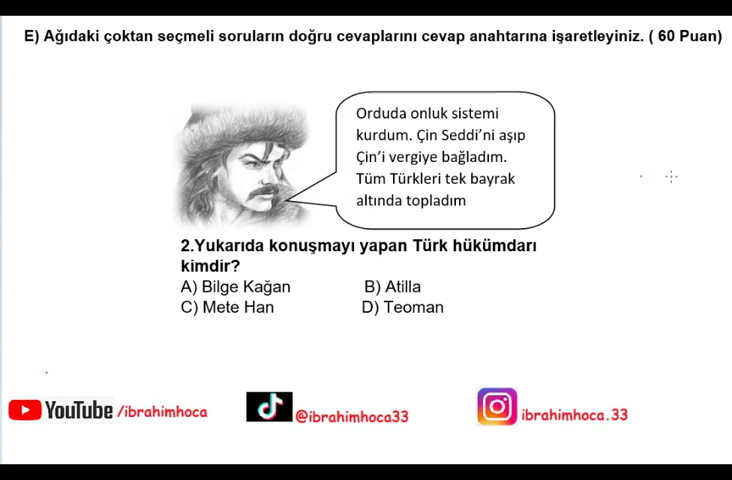 E) Ağıdaki çoktan seçmeli soruların doğru cevaplarını cevap anahtarına işaretleyiniz. ( 60 Puan)
Orduda onluk sistemi
kurdum. Çin Seddi'ni aşıp
Çin'i vergiye bağladım.
Tüm Türkleri tek bayrak
altında topladım
2.Yukarıda konuşmayı yapan Türk hükümdarı
kimdir?
A) Bilge Kağan B) Atilla
C) Mete Han D) Teoman
YouTube /ibrahimhoca @ibrahimhoca33 ibrahimhoca.33